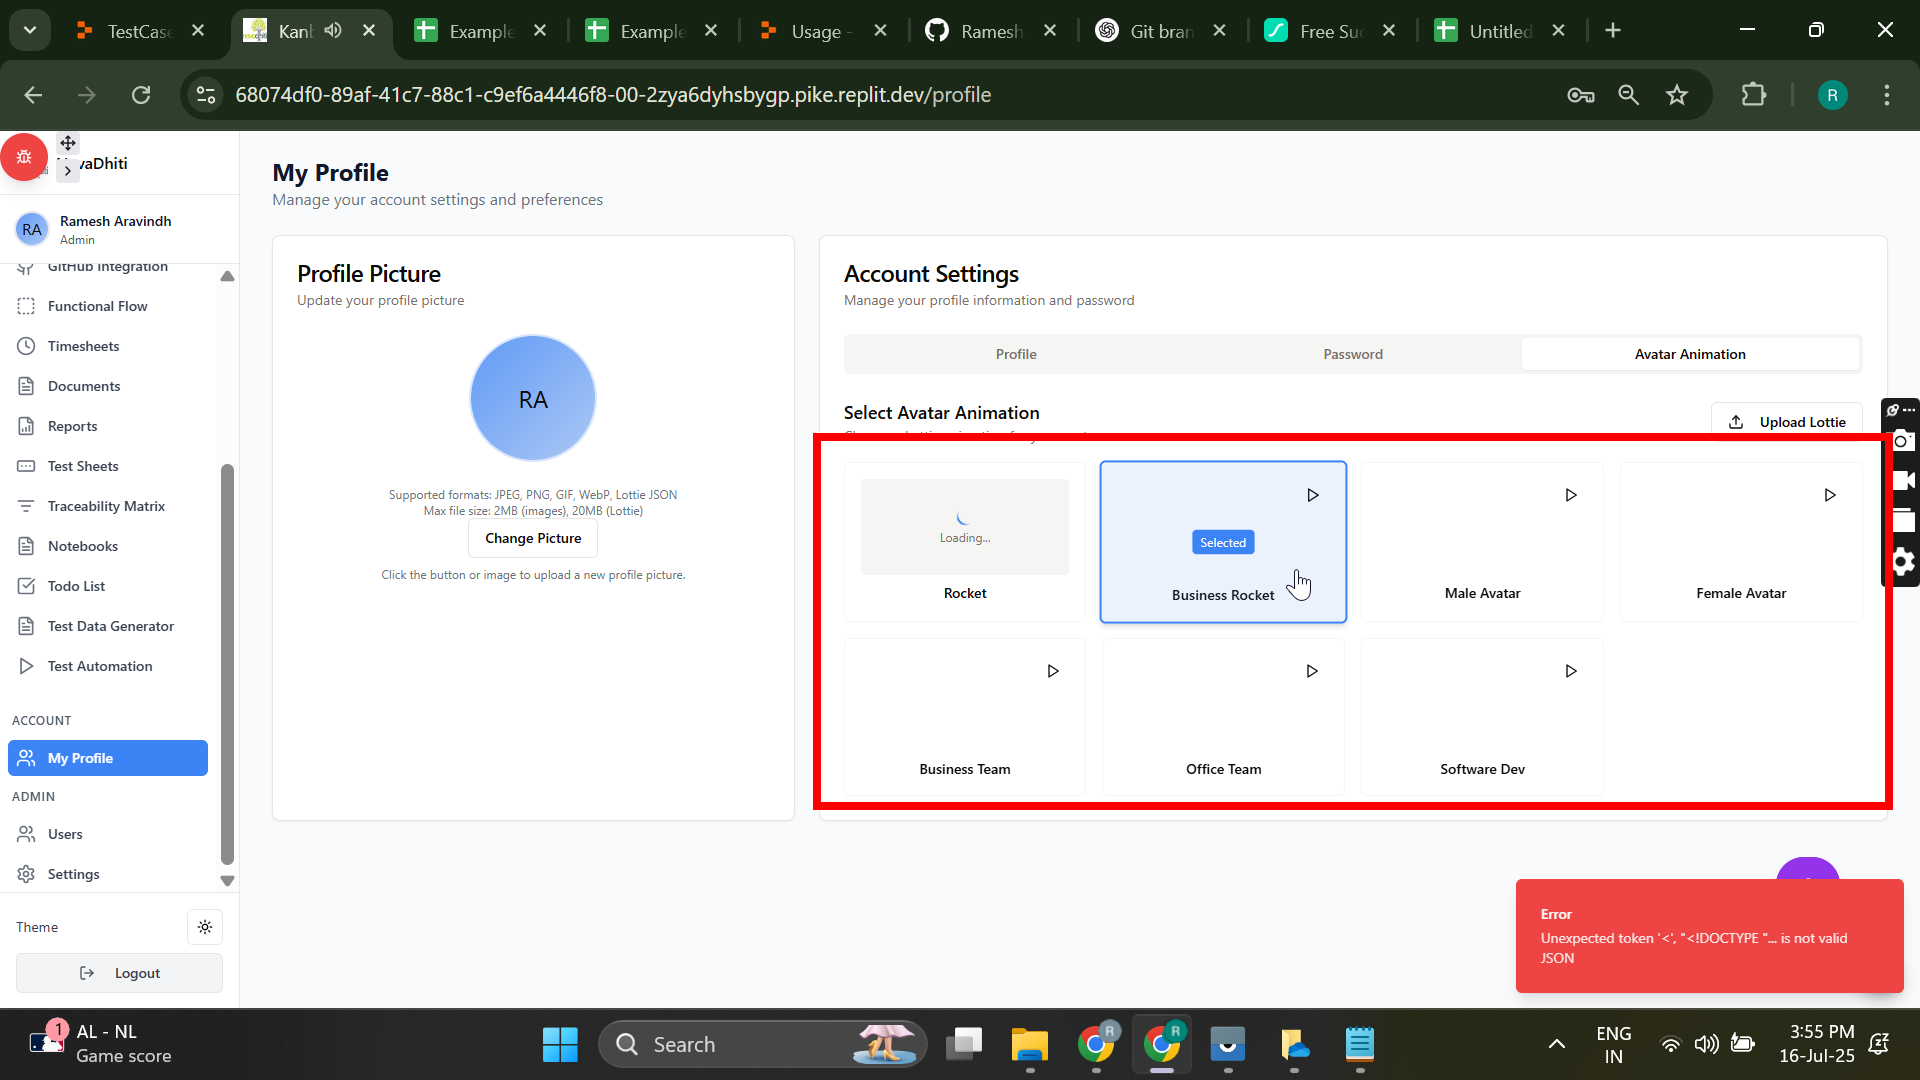 TestCase
Kanb
Example
Example
Usage -
Ramesh
Git bran
Free Suc
Untitled
68074df0-89af-41c7-88c1-c9ef6a4446f8-00-2zya6dyhsbygp.pike.replit.dev/profile
R
vaDhiti
RA
Ramesh Aravindh
Admin
GitHub Integration
Functional Flow
Timesheets
Documents
Reports
Test Sheets
Traceability Matrix
Notebooks
Todo List
Test Data Generator
Test Automation
ACCOUNT
My Profile
ADMIN
Users
Settings
Theme
Logout
My Profile
Manage your account settings and preferences
Profile Picture
Update your profile picture
RA
Supported formats: JPEG, PNG, GIF, WebP, Lottie JSON
Max file size: 2MB (images), 20MB (Lottie)
Change Picture
Click the button or image to upload a new profile picture.
Account Settings
Manage your profile information and password
Profile
Password
Avatar Animation
Select Avatar Animation
Upload Lottie
Loading...
Rocket
Selected
Business Rocket
Male Avatar
Female Avatar
Business Team
Office Team
Software Dev
Error
Unexpected token '<', "<!DOCTYPE "... is not valid
JSON
1
AL - NL
Game score
Search
R
R
ENG
IN
3:55 PM
16-Jul-25